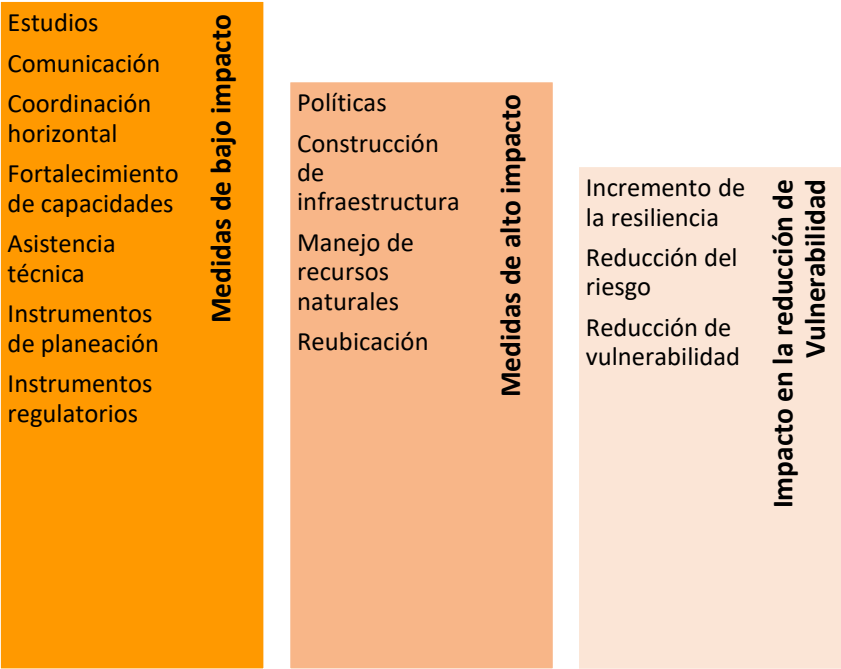 Estudios
Comunicación
Coordinación
horizontal
Fortalecimiento
de capacidades
Asistencia
técnica
Instrumentos
de planeación
Instrumentos
regulatorios
Medidas de bajo impacto
Políticas
Construcción
de
infraestructura
Manejo de
recursos
naturales
Reubicación
Medidas de alto impacto
Incremento de
la resiliencia
Reducción del
riesgo
Reducción de
vulnerabilidad
Impacto en la reducción de
Vulnerabilidad